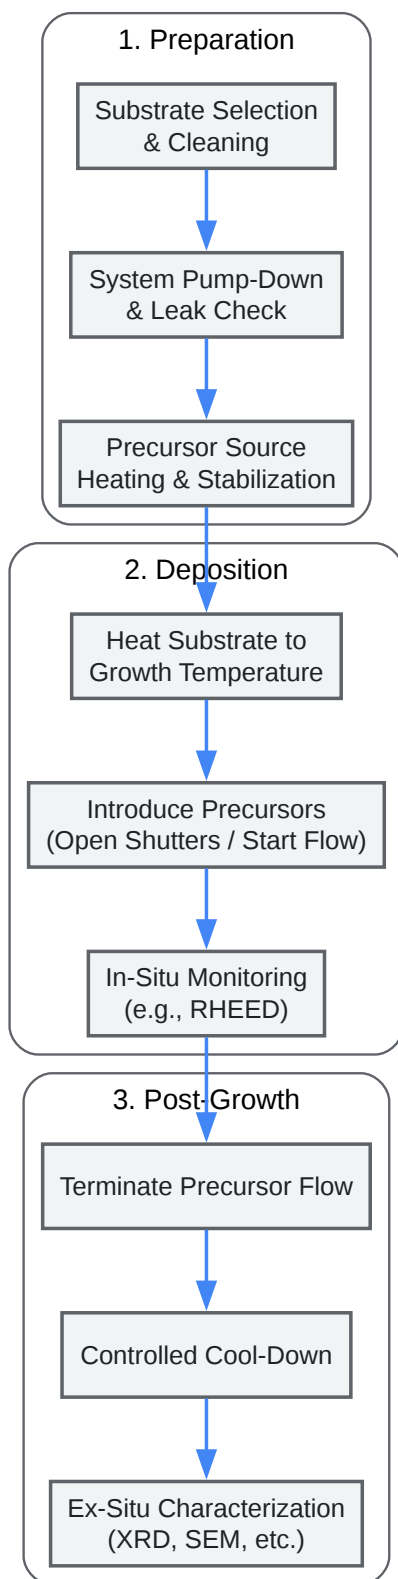 1. Preparation
Substrate Selection
& Cleaning
System Pump-Down
& Leak Check
Precursor Source
Heating & Stabilization
2. Deposition
Heat Substrate to
Growth Temperature
Introduce Precursors
(Open Shutters / Start Flow)
In-Situ Monitoring
(e.g., RHEED)
3. Post-Growth
Terminate Precursor Flow
Controlled Cool-Down
Ex-Situ Characterization
(XRD, SEM, etc.)